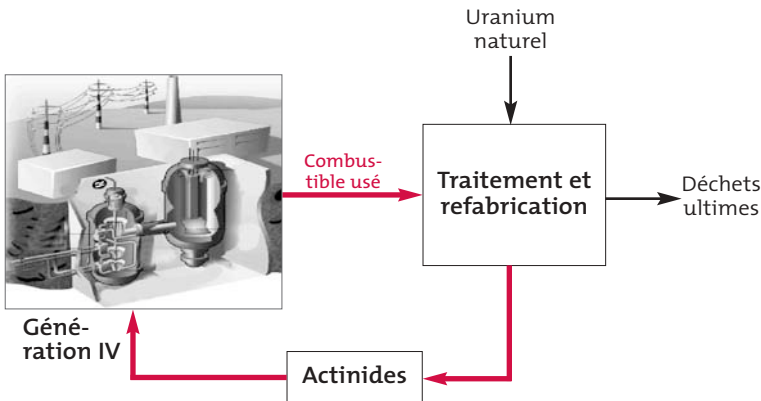 Uranium
naturel
Combus-
tible usé
Traitement et
refabrication
Déchets
ultimes
Géné-
ration IV
Actinides